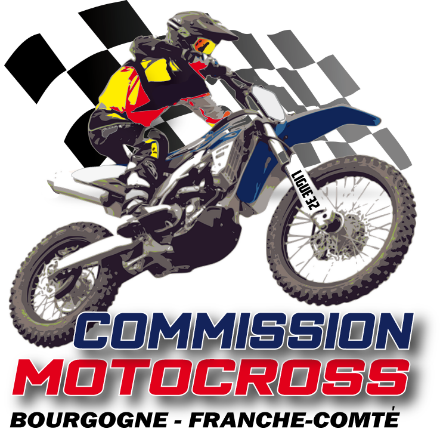 LIGUE 32
COMMISSION
MOTOCROSS
BOURGOGNE - FRANCHE-COMTÉ